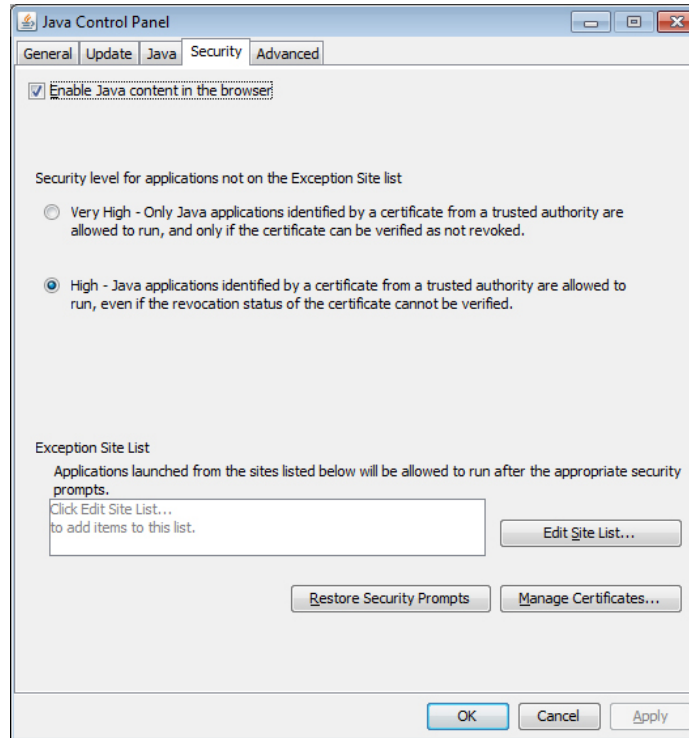 Java Control Panel
General Update Java Security Advanced
Enable Java content in the browser
Security level for applications not on the Exception Site list
Very High - Only Java applications identified by a certificate from a trusted authority are
allowed to run, and only if the certificate can be verified as not revoked.
High - Java applications identified by a certificate from a trusted authority are allowed to
run, even if the revocation status of the certificate cannot be verified.
Exception Site List
Applications launched from the sites listed below will be allowed to run after the appropriate security
prompts.
Click Edit Site List...
to add items to this list.
Edit Site List...
Restore Security Prompts Manage Certificates...
OK Cancel Apply